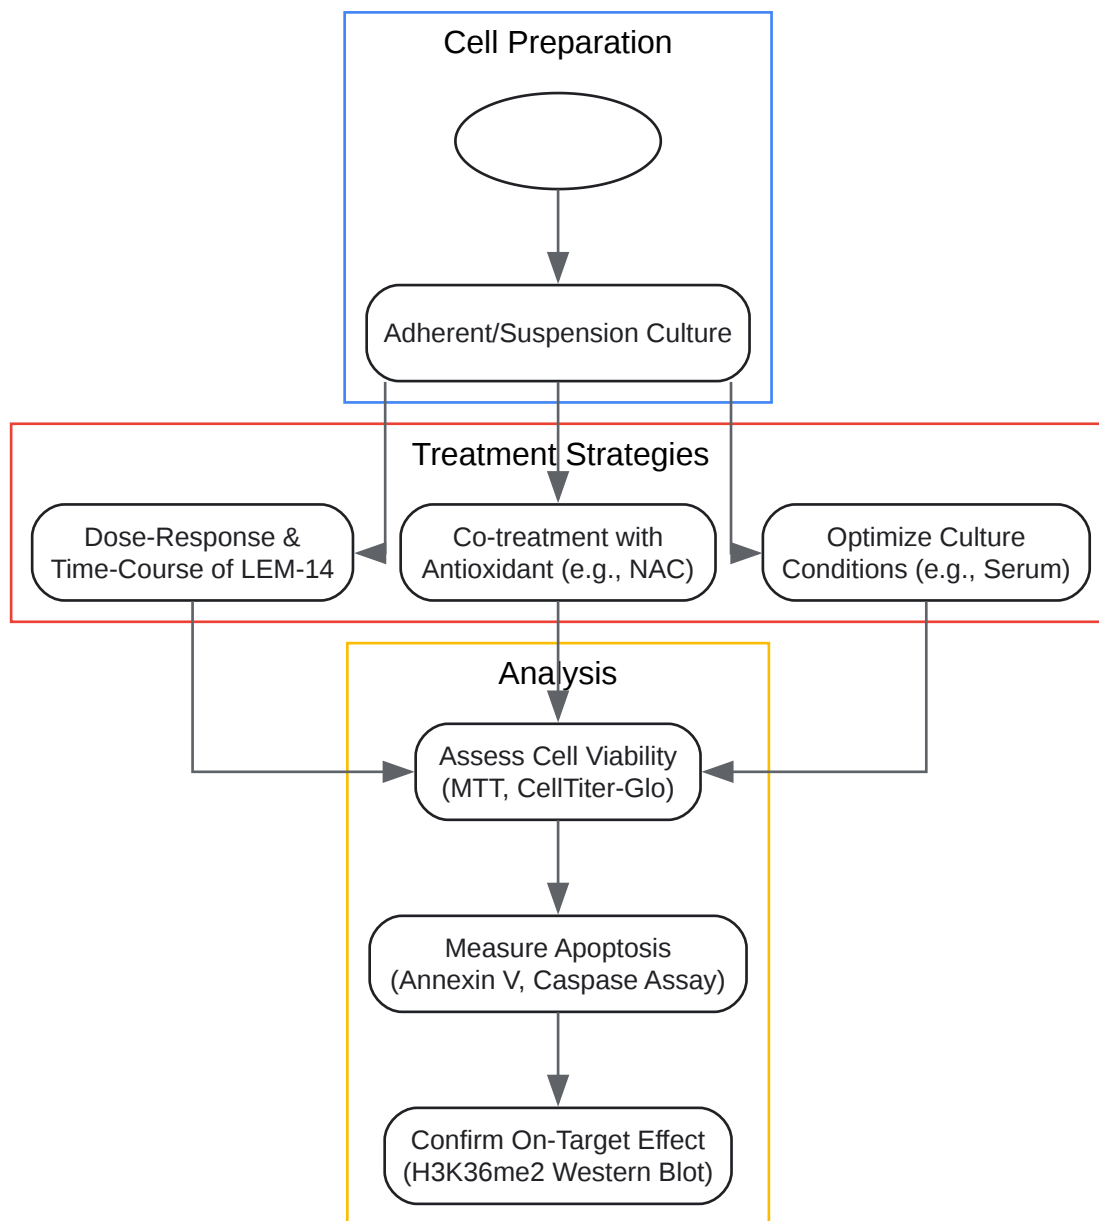 Cell Preparation
Adherent/Suspension Culture
Treatment Strategies
Dose-Response &
Time-Course of LEM-14
Co-treatment with
Antioxidant (e.g., NAC)
Optimize Culture
Conditions (e.g., Serum)
Analysis
Assess Cell Viability
(MTT, CellTiter-Glo)
Measure Apoptosis
(Annexin V, Caspase Assay)
Confirm On-Target Effect
(H3K36me2 Western Blot)